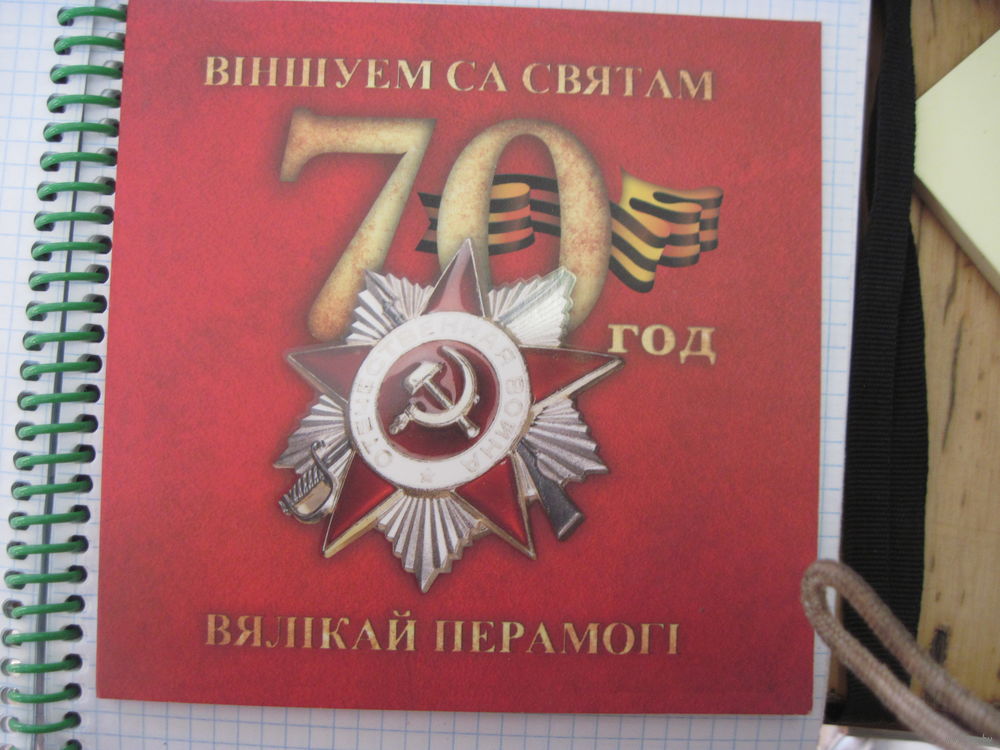 ВІНШУЕМ СА СВЯТАМ
70
год
ОТЕЧЕСТВЕННАЯ ВОЙНА
ВЯЛІКАЙ ПЕРАМОГІ